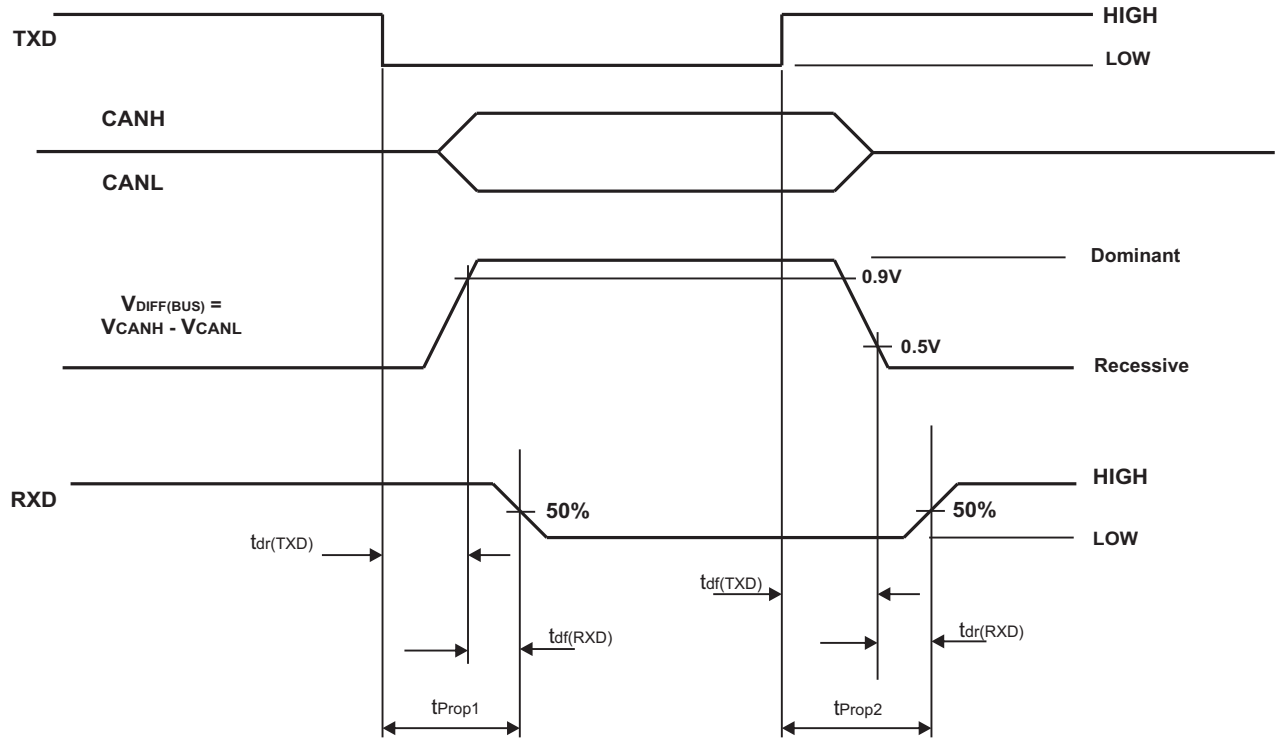 HIGH
TXD
LOW
CANH
CANL
Dominant
0.9V
VDIFF(BUS) =
VCANH - VCANL
0.5V
Recessive
HIGH
RXD
50%
50%
LOW
tdr(TXD)
tdf(TXD)
tdf(RXD)
tdr(RXD)
tProp1
tProp2